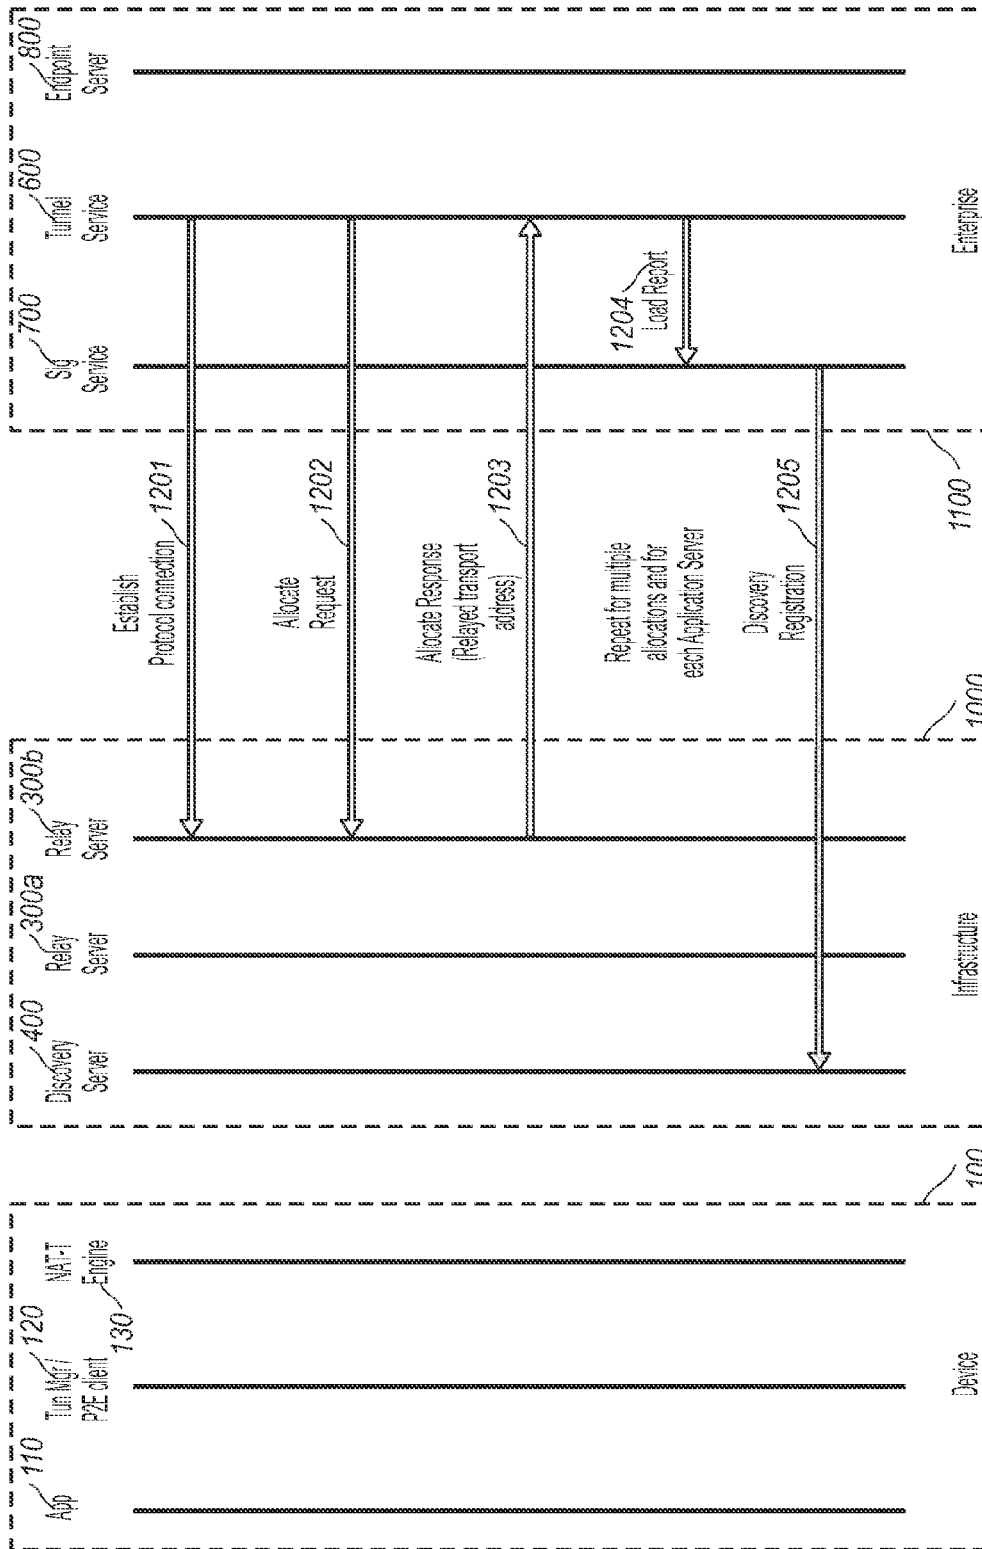 110
App
120
Tun Mgr /
P2E client
130
NAT-T
Engine
400
Discovery
Server
300a
Relay
Server
300b
Relay
Server
700
Sig
Service
600
Tunnel
Service
800
Endpoint
Server
Establish
Protocol connection
1201
Allocate
Request
1202
Allocate Response
(Relayed transport
address)
1203
1204
Load Report
Repeat for multiple
allocations and for
each Application Server
Discovery
Registration
1205
Device
100
Infrastructure
1000
1100
Enterprise